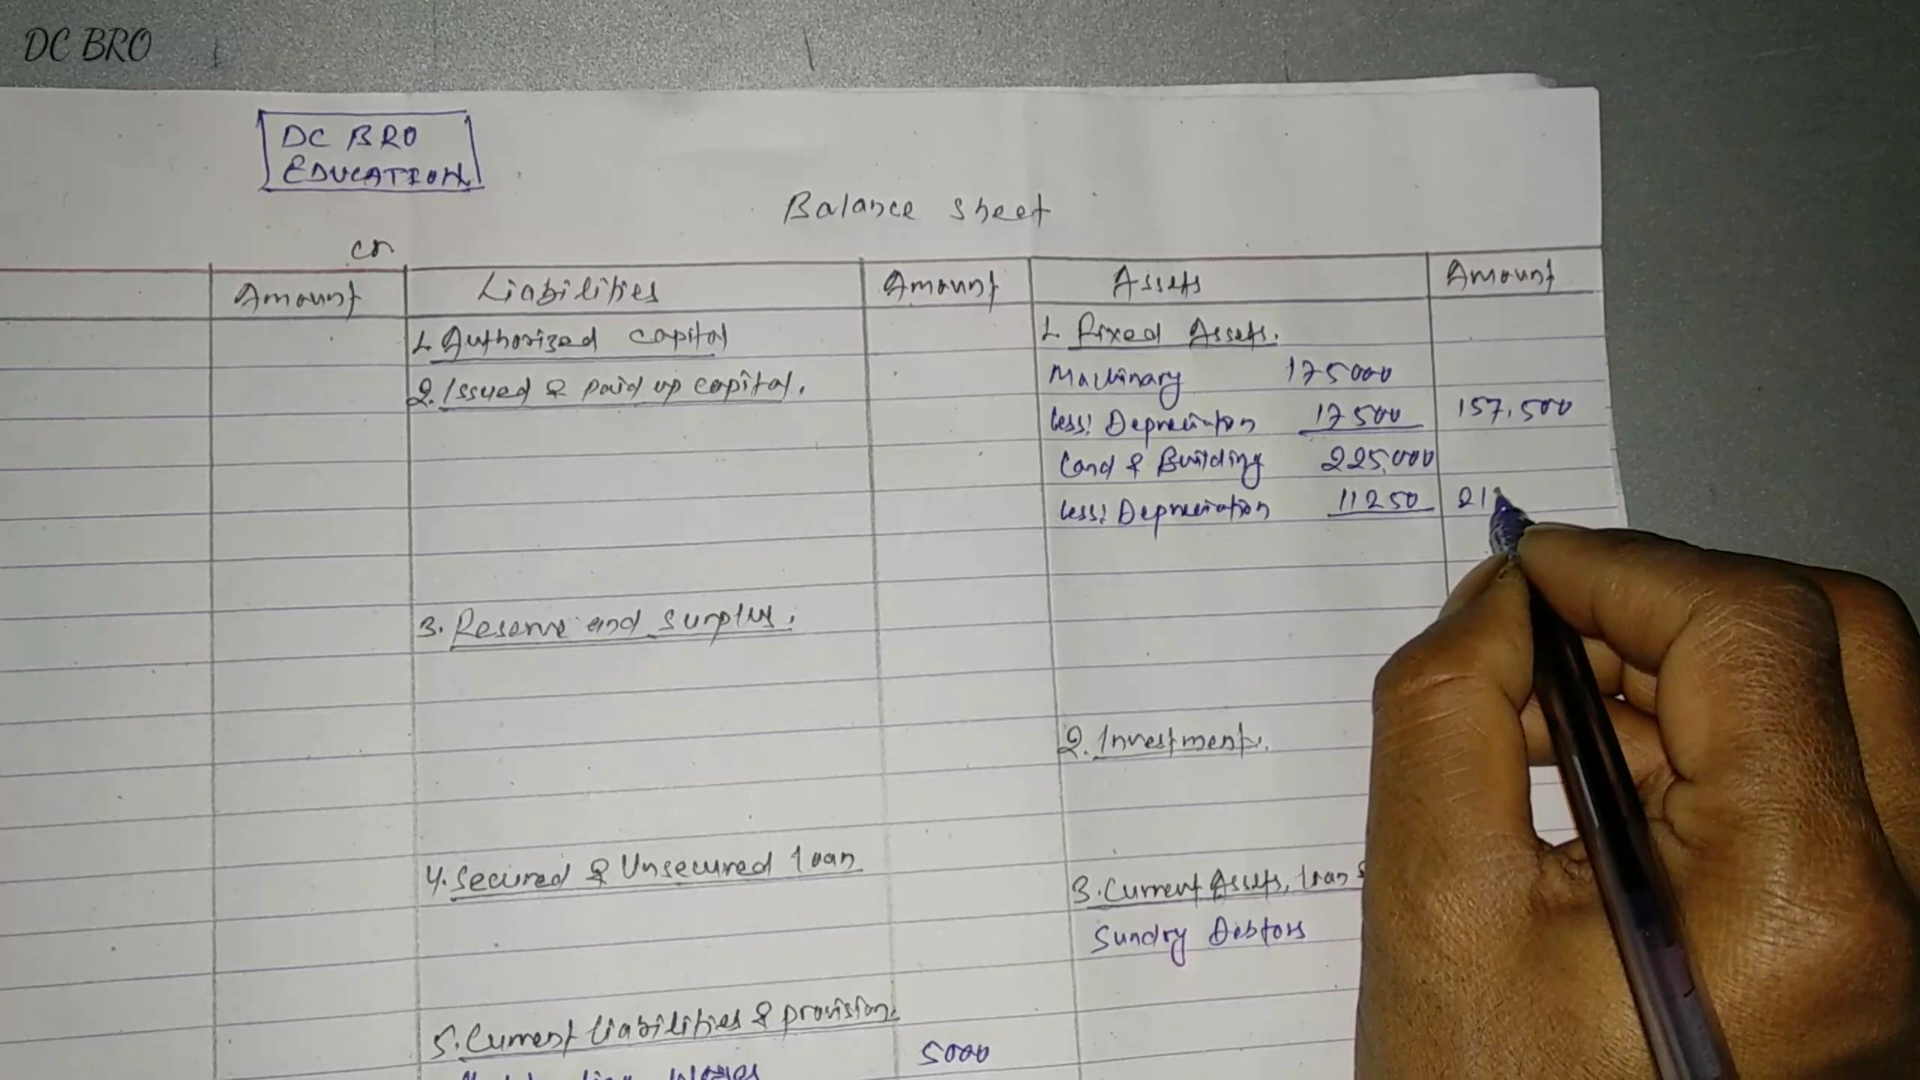 DC BRO
DC BRO
EDUCATION
Balance sheet
cr
Amount Liabilities Amount Assets Amount
1. Authorized capital 1. Fixed Assets.
2. Issued & paid up capital. Machinary 175000
Less: Depreciation 17500 157,500
Land & Building 225,000
Less: Depreciation 11250 21
3. Reserve and surplus.
2. Investment.
4. Secured & Unsecured loan
3. Current Assets, loan
Sundry Debtors
5. Current liabilities & provision.
5000